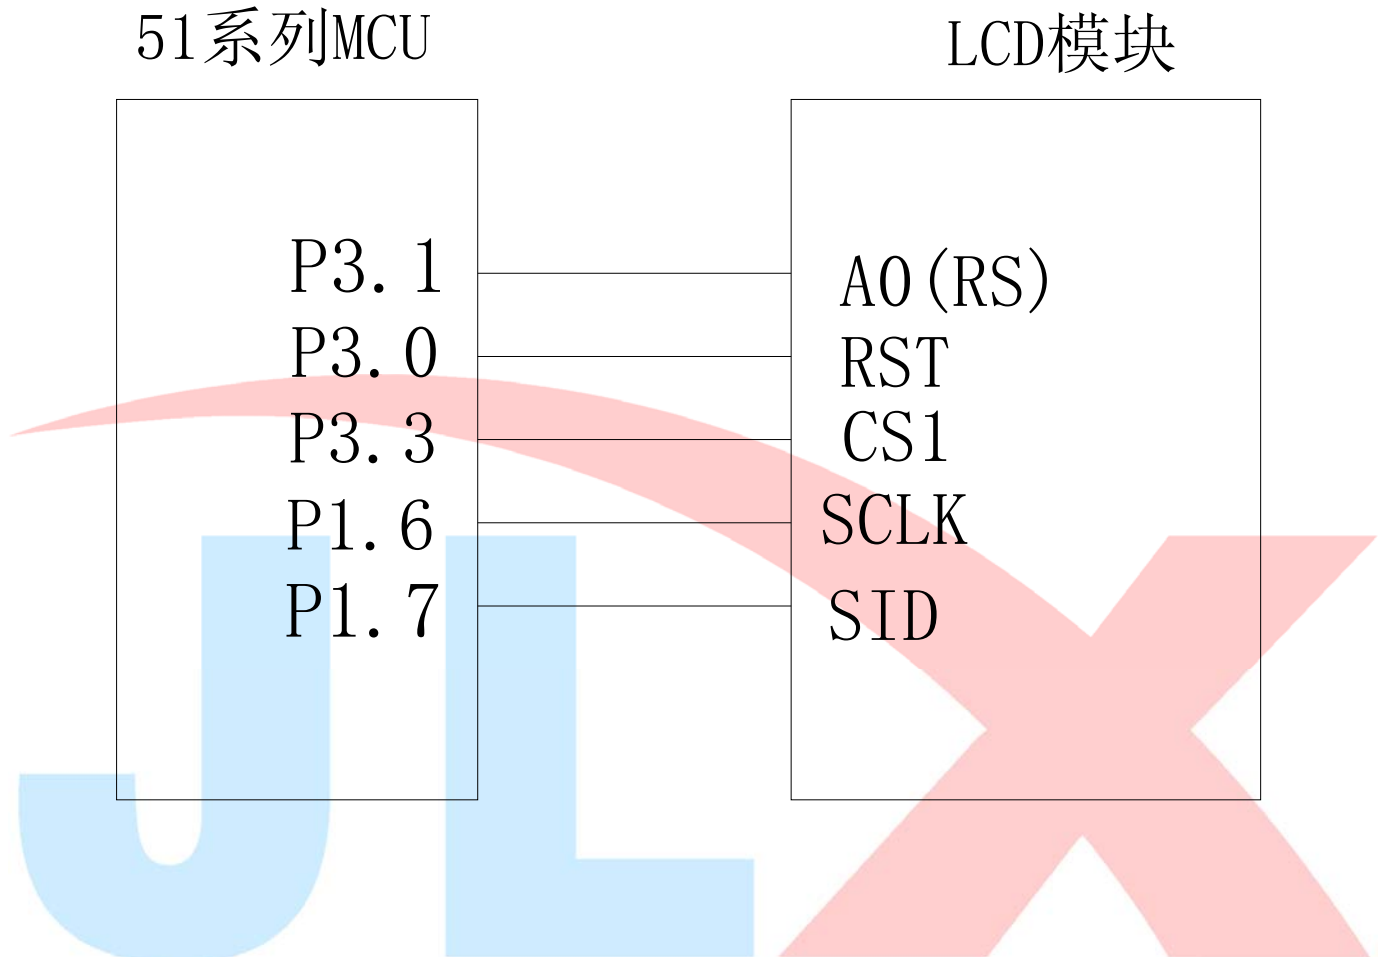 51系列MCU
LCD模块
P3.1
A0(RS)
P3.0
RST
P3.3
CS1
P1.6
SCLK
P1.7
SID
JLX